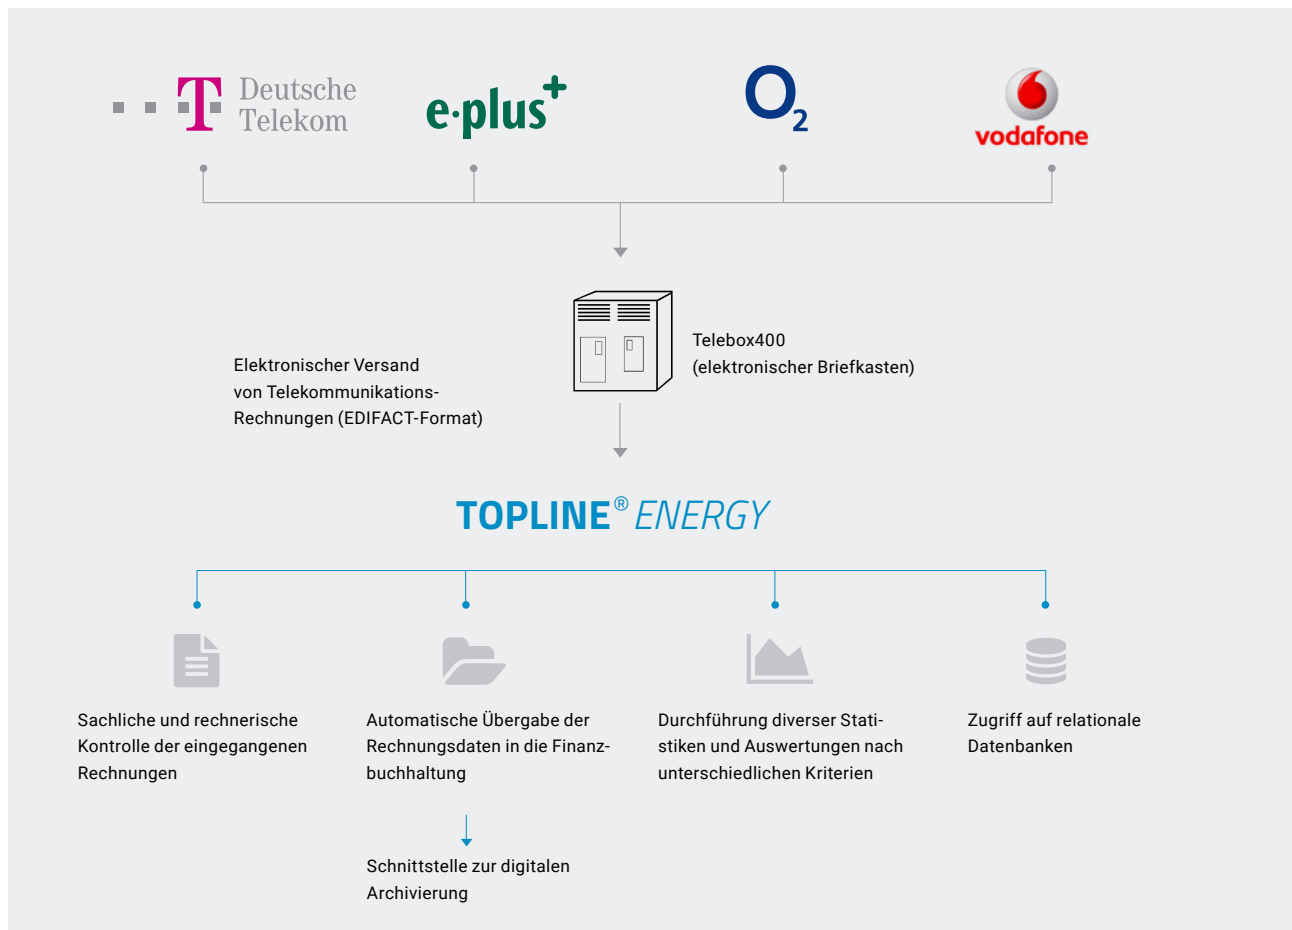 Deutsche
Telekom
e·plus+
O2
vodafone
Telebox400
(elektronischer Briefkasten)
Elektronischer Versand
von Telekommunikations-
Rechnungen (EDIFACT-Format)
TOPLINE® ENERGY
Sachliche und rechnerische
Kontrolle der eingegangenen
Rechnungen
Automatische Übergabe der
Rechnungsdaten in die Finanz-
buchhaltung
Schnittstelle zur digitalen
Archivierung
Durchführung diverser Stati-
stiken und Auswertungen nach
unterschiedlichen Kriterien
Zugriff auf relationale
Datenbanken